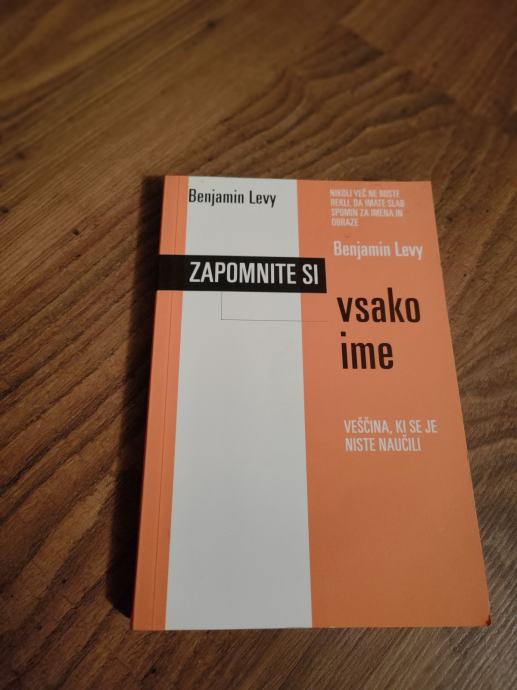 Benjamin Levy
NIKOLI VEČ NE BOSTE
REKLI, DA IMATE SLAB
SPOMIN ZA IMENA IN
OBRAZE
Benjamin Levy
ZAPOMNITE SI
vsako
ime
VEŠČINA, KI SE JE
NISTE NAUČILI